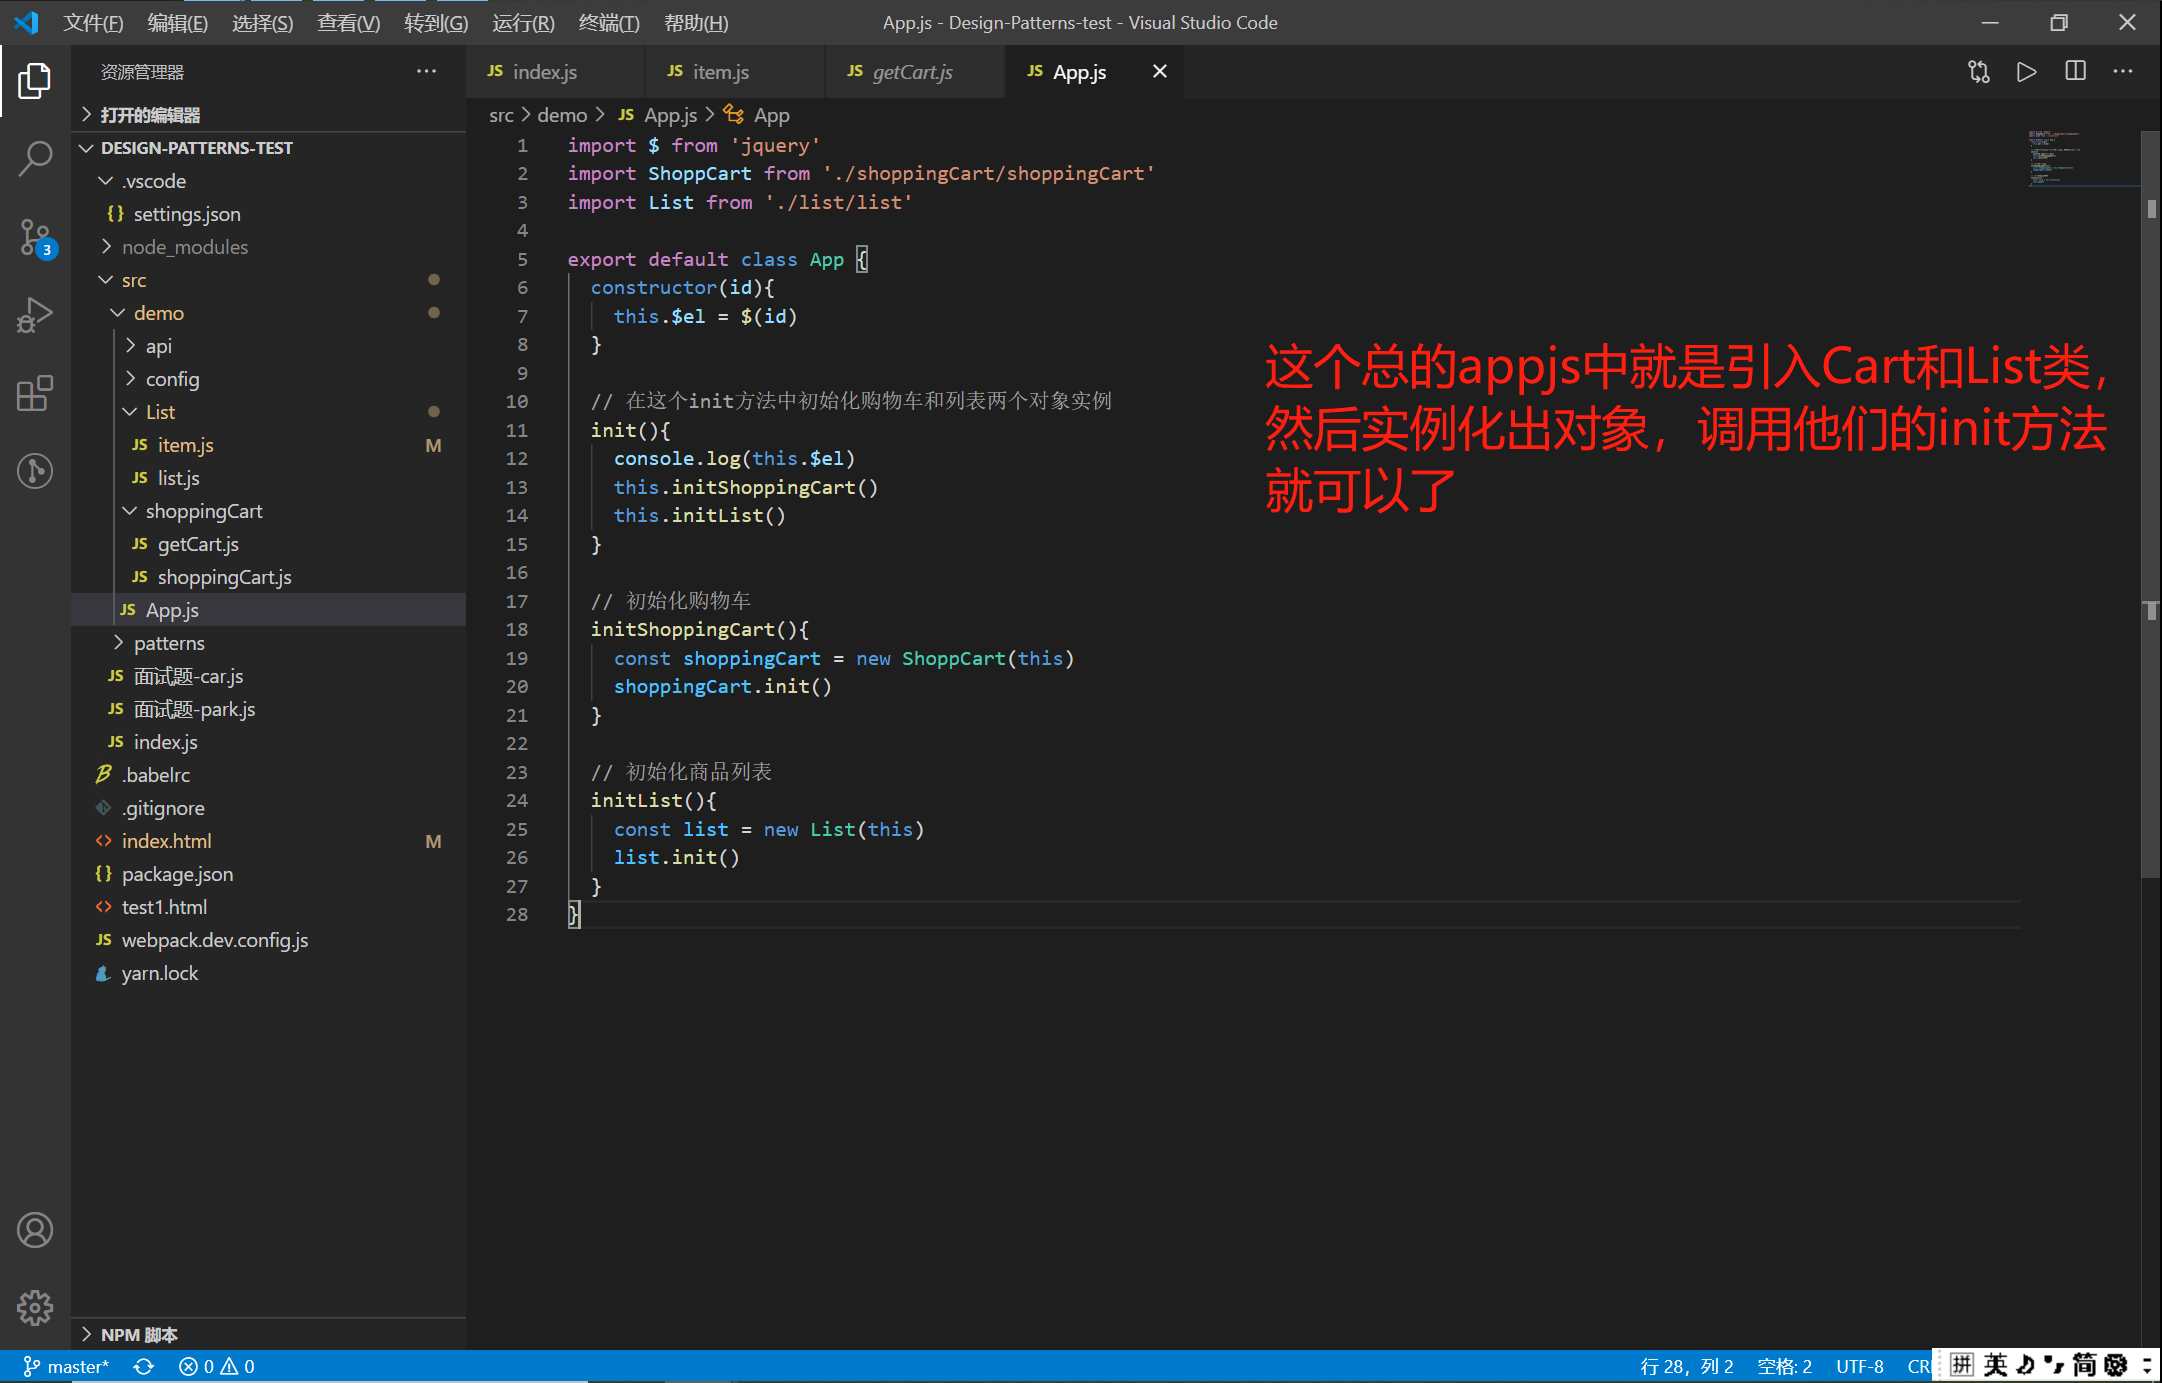 文件(F) 编辑(E) 选择(S) 查看(V) 转到(G) 运行(R) 终端(T) 帮助(H) App.js - Design-Patterns-test - Visual Studio Code
资源管理器
打开的编辑器
DESIGN-PATTERNS-TEST
.vscode
{} settings.json
node_modules
src
demo
api
config
List
JS item.js M
JS list.js
shoppingCart
JS getCart.js
JS shoppingCart.js
JS App.js
patterns
JS 面试题-car.js
JS 面试题-park.js
JS index.js
.babelrc
.gitignore
<> index.html M
{} package.json
<> test1.html
JS webpack.dev.config.js
yarn.lock
NPM 脚本
3
JS index.js JS item.js JS getCart.js JS App.js
src > demo > JS App.js > App
1 import $ from 'jquery'
2 import ShoppCart from './shoppingCart/shoppingCart'
3 import List from './list/list'
4
5 export default class App {
6 constructor(id){
7 this.$el = $(id)
8 }
9
10 // 在这个init方法中初始化购物车和列表两个对象实例
11 init(){
12 console.log(this.$el)
13 this.initShoppingCart()
14 this.initList()
15 }
16
17 // 初始化购物车
18 initShoppingCart(){
19 const shoppingCart = new ShoppCart(this)
20 shoppingCart.init()
21 }
22
23 // 初始化商品列表
24 initList(){
25 const list = new List(this)
26 list.init()
27 }
28 }
这个总的appjs中就是引入Cart和List类，
然后实例化出对象，调用他们的init方法
就可以了
master* 0 0 行 28，列 2 空格: 2 UTF-8 CR 拼 英 简